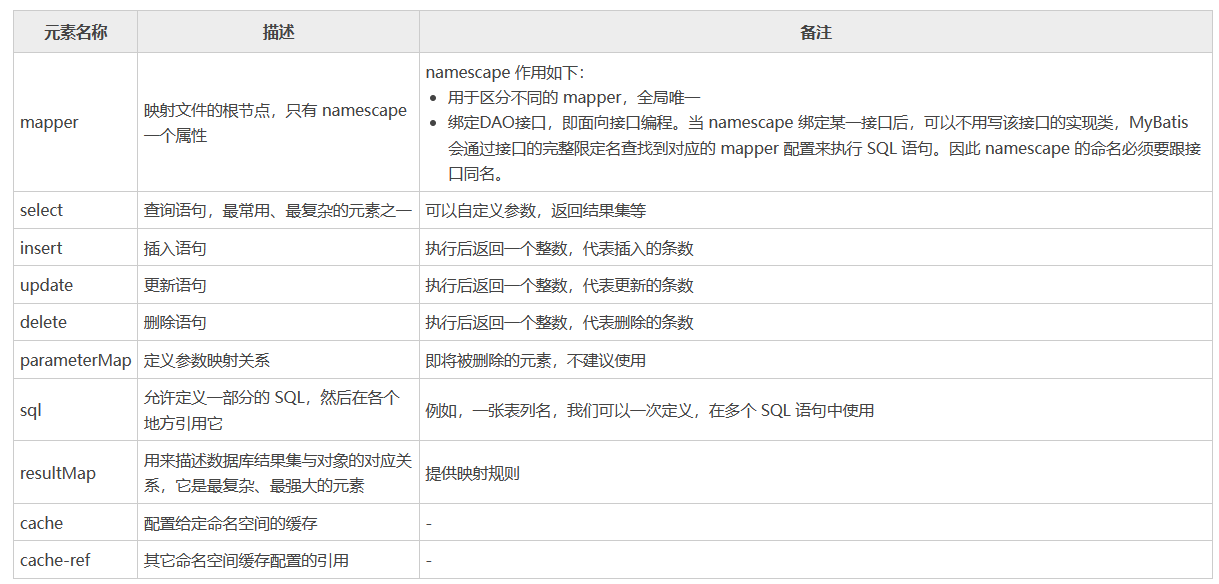 元素名称 描述 备注
mapper
映射文件的根节点，只有 namescape
一个属性
namescape 作用如下：
• 用于区分不同的 mapper，全局唯一
• 绑定DAO接口，即面向接口编程。当 namescape 绑定某一接口后，可以不用写该接口的实现类，MyBatis
会通过接口的完整限定名查找到对应的 mapper 配置来执行 SQL 语句。因此 namescape 的命名必须要跟接
口同名。
select 查询语句，最常用、最复杂的元素之一 可以自定义参数，返回结果集等
insert 插入语句 执行后返回一个整数，代表插入的条数
update 更新语句 执行后返回一个整数，代表更新的条数
delete 删除语句 执行后返回一个整数，代表删除的条数
parameterMap 定义参数映射关系 即将被删除的元素，不建议使用
sql
允许定义一部分的 SQL，然后在各个
地方引用它
例如，一张表列名，我们可以一次定义，在多个 SQL 语句中使用
resultMap
用来描述数据库结果集与对象的对应关
系，它是最复杂、最强大的元素
提供映射规则
cache 配置给定命名空间的缓存 -
cache-ref 其它命名空间缓存配置的引用 -